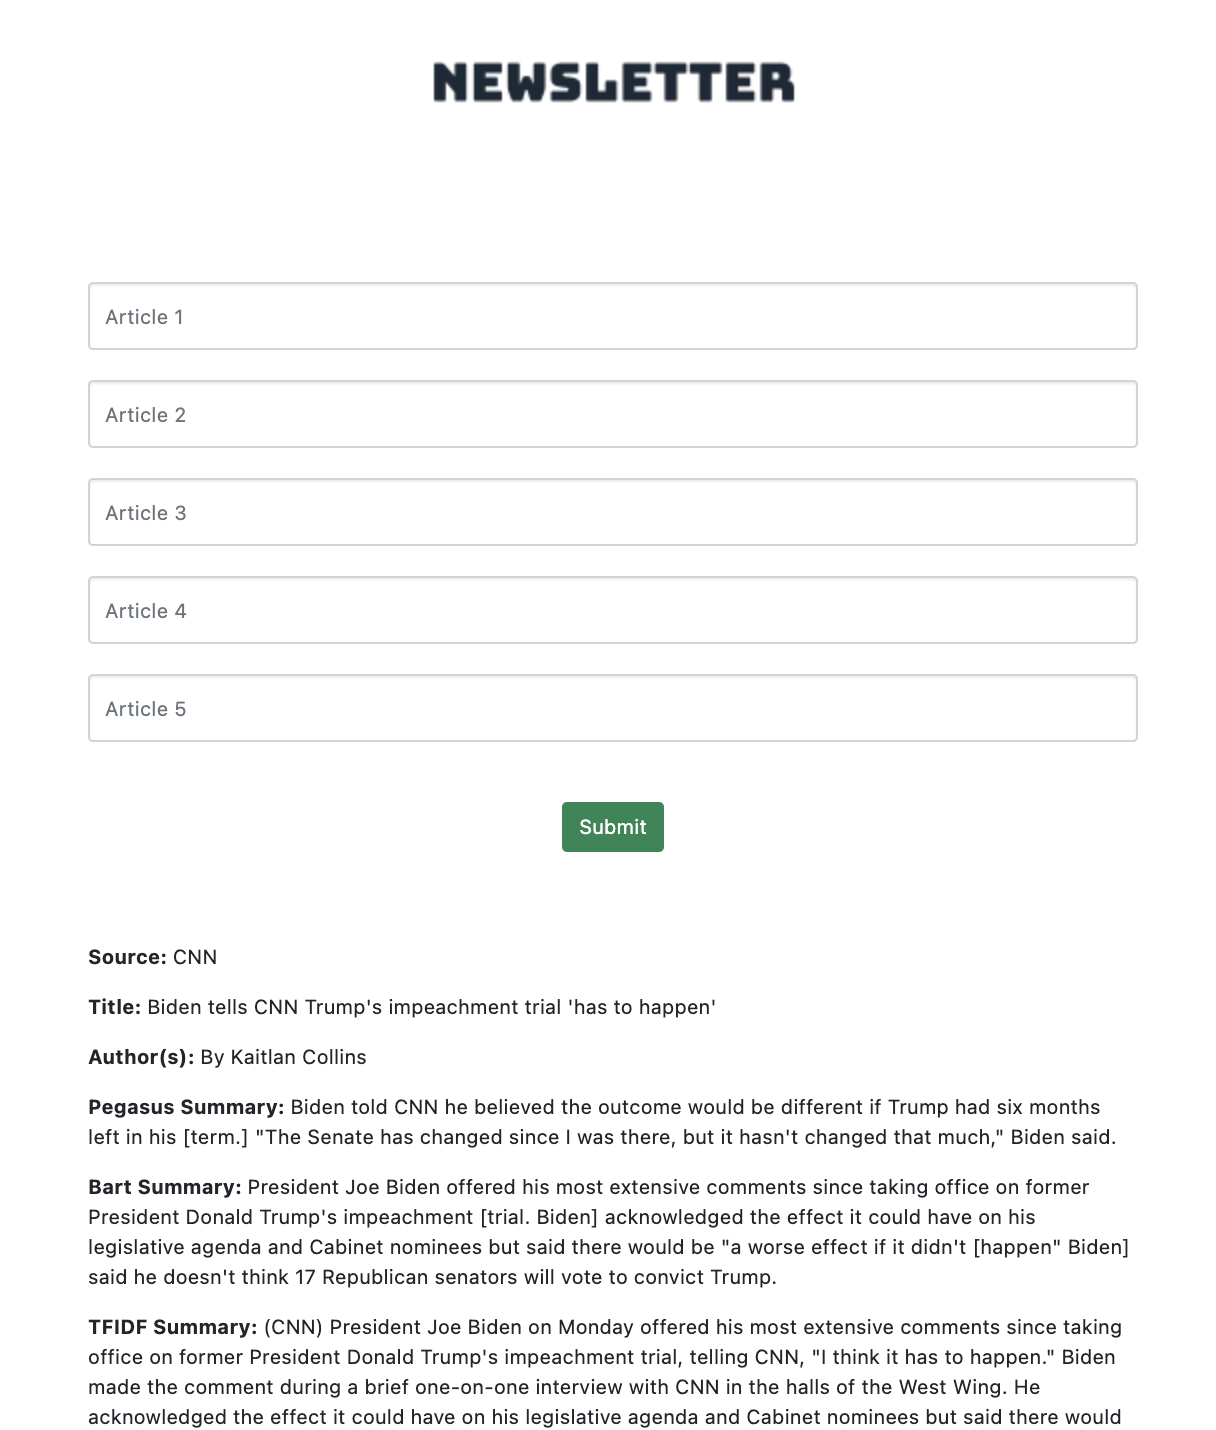 NEWSLETTER
Article 1
Article 2
Article 3
Article 4
Article 5
Submit
Source: CNN
Title: Biden tells CNN Trump's impeachment trial 'has to happen'
Author(s): By Kaitlan Collins
Pegasus Summary: Biden told CNN he believed the outcome would be different if Trump had six months
left in his [term.] "The Senate has changed since I was there, but it hasn't changed that much," Biden said.
Bart Summary: President Joe Biden offered his most extensive comments since taking office on former
President Donald Trump's impeachment [trial. Biden] acknowledged the effect it could have on his
legislative agenda and Cabinet nominees but said there would be "a worse effect if it didn't [happen" Biden]
said he doesn't think 17 Republican senators will vote to convict Trump.
TFIDF Summary: (CNN) President Joe Biden on Monday offered his most extensive comments since taking
office on former President Donald Trump's impeachment trial, telling CNN, "I think it has to happen." Biden
made the comment during a brief one-on-one interview with CNN in the halls of the West Wing. He
acknowledged the effect it could have on his legislative agenda and Cabinet nominees but said there would